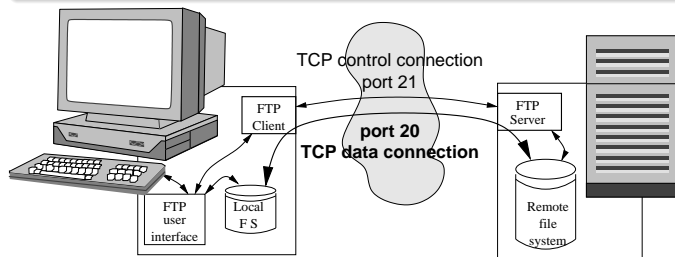 TCP control connection
port 21
FTP
Client
port 20
TCP data connection
FTP
Server
FTP
user
interface
Local
F S
Remote
file
system